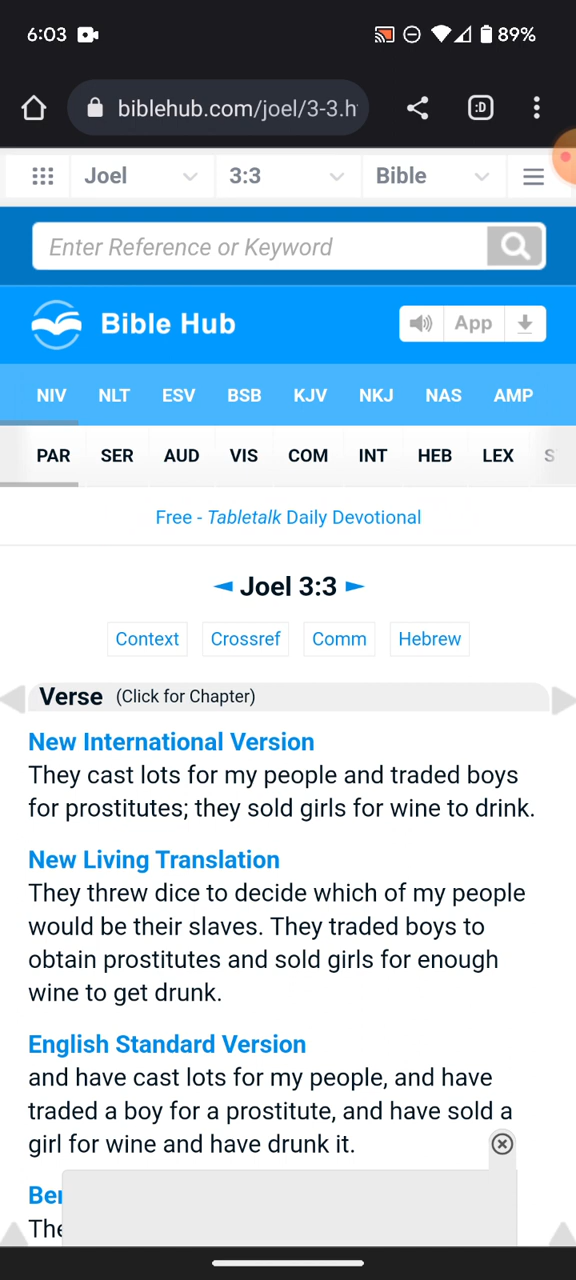 6:03 89%
biblehub.com/joel/3-3.h
:D
Joel 3:3 Bible
Enter Reference or Keyword
Bible Hub App
NIV NLT ESV BSB KJV NKJ NAS AMP
PAR SER AUD VIS COM INT HEB LEX S
Free - Tabletalk Daily Devotional
◄ Joel 3:3 ►
Context Crossref Comm Hebrew
Verse (Click for Chapter)
New International Version
They cast lots for my people and traded boys
for prostitutes; they sold girls for wine to drink.
New Living Translation
They threw dice to decide which of my people
would be their slaves. They traded boys to
obtain prostitutes and sold girls for enough
wine to get drunk.
English Standard Version
and have cast lots for my people, and have
traded a boy for a prostitute, and have sold a
girl for wine and have drunk it.